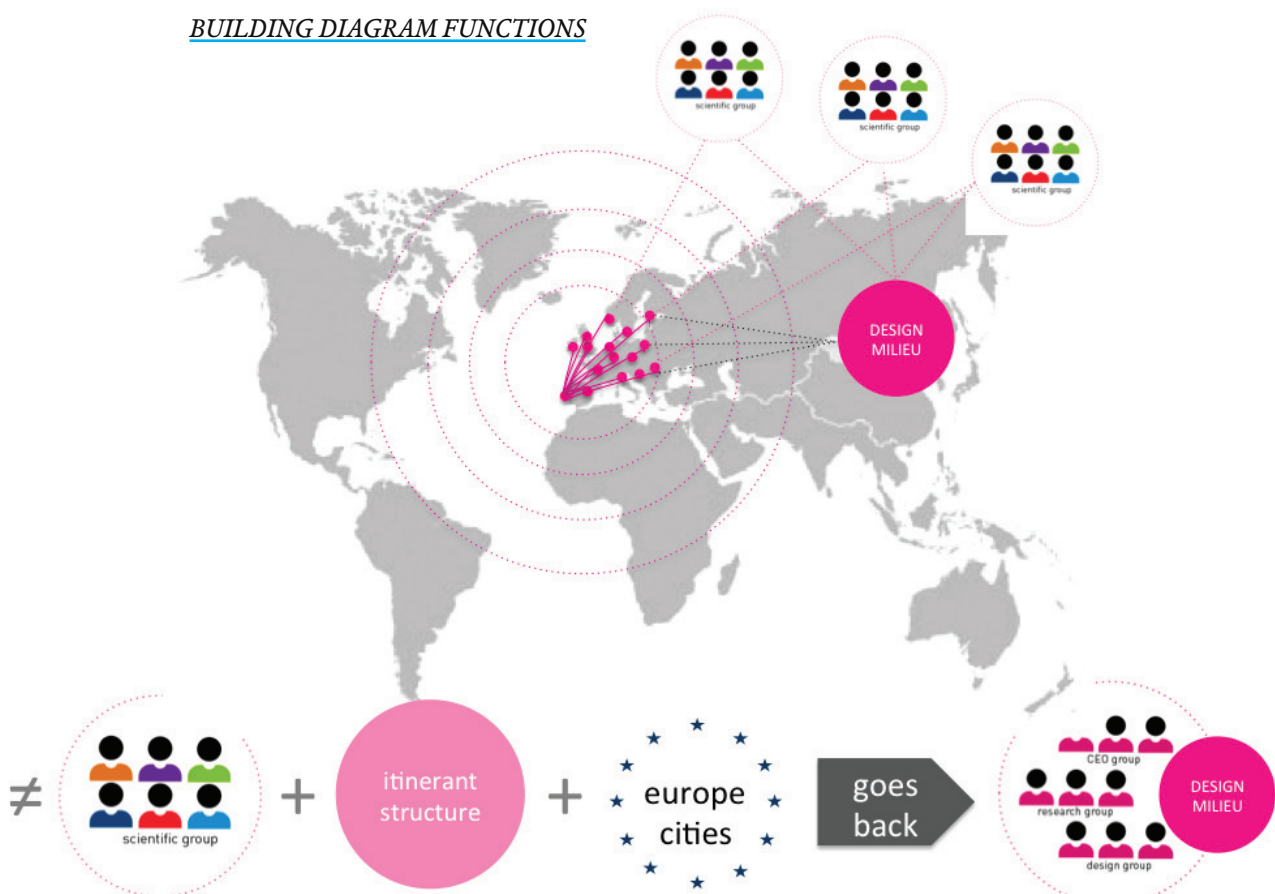 BUILDING DIAGRAM FUNCTIONS
scientific group
scientific group
scientific group
DESIGN
MILIEU
≠
scientific group
+
itinerant
structure
+
europe
cities
goes
back
CEO group
research group
design group
DESIGN
MILIEU